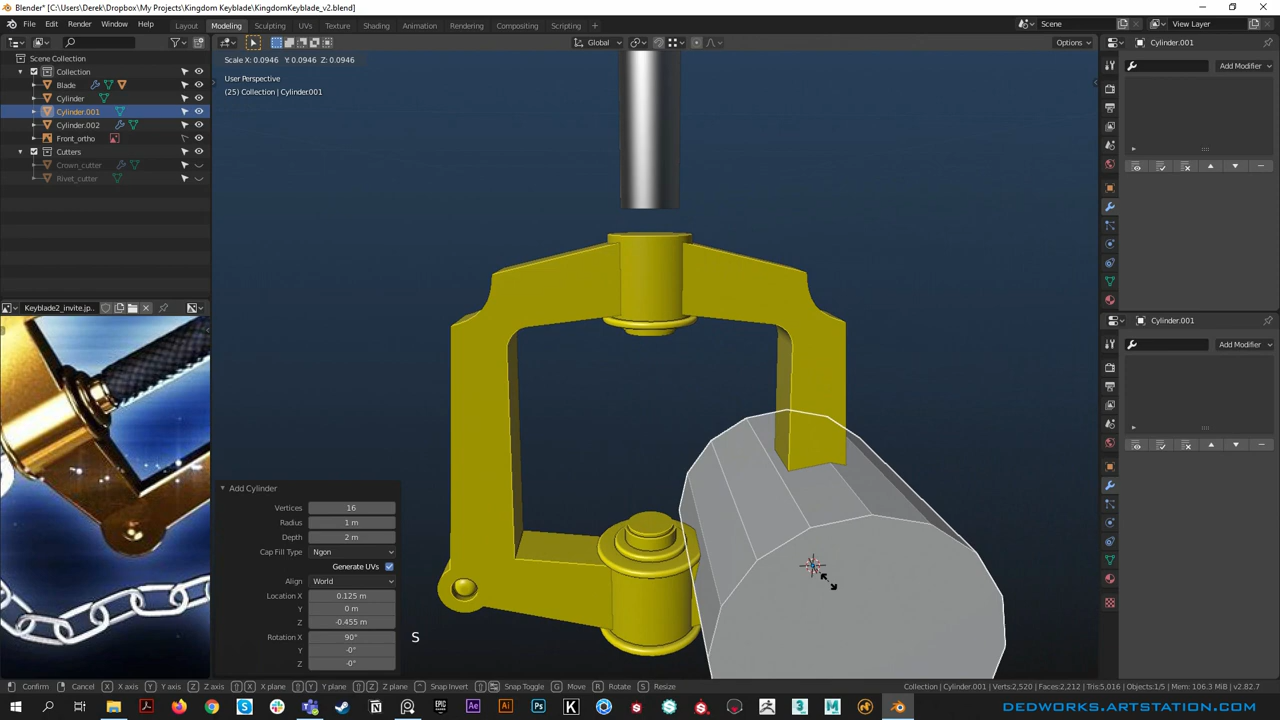 Blender* [C:\Users\Derek\Dropbox\My Projects\Kingdom Keyblade\KingdomKeyblade_v2.blend]
File Edit Render Window Help Layout Modeling Sculpting UVs Texture Shading Animation Rendering Compositing Scripting Scene View Layer
Global Options
Scale X: 0.0946 Y: 0.0946 Z: 0.0946
User Perspective
(25) Collection | Cylinder.001
Scene Collection
Collection
Blade
Cylinder
Cylinder.001
Cylinder.002
Front_ortho
Cutters
Crown_cutter
Rivet_cutter
Keyblade2_invite.jp..
Cylinder.001
Add Modifier
Cylinder.001
Add Modifier
Add Cylinder
Vertices 16
Radius 1 m
Depth 2 m
Cap Fill Type Ngon
Generate UVs
Align World
Location X 0.125 m
Y 0 m
Z -0.455 m
Rotation X 90°
Y -0°
Z -0°
S
Confirm Cancel X X axis Y Y axis Z Z axis X X plane Y Y plane Z Z plane Snap Invert Snap Toggle G Move R Rotate S Resize Collection | Cylinder.001 | Verts:2,520 | Faces:2,212 | Tris:5,016 | Objects:1/5 | Mem: 106.3 MiB | v2.82.7
DEDWORKS.ARTSTATION.COM